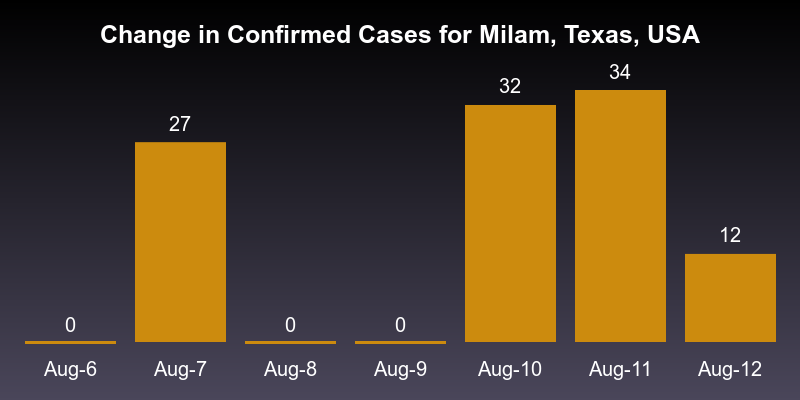 Change in Confirmed Cases for Milam, Texas, USA
0 27 0 0 32 34 12
Aug-6 Aug-7 Aug-8 Aug-9 Aug-10 Aug-11 Aug-12